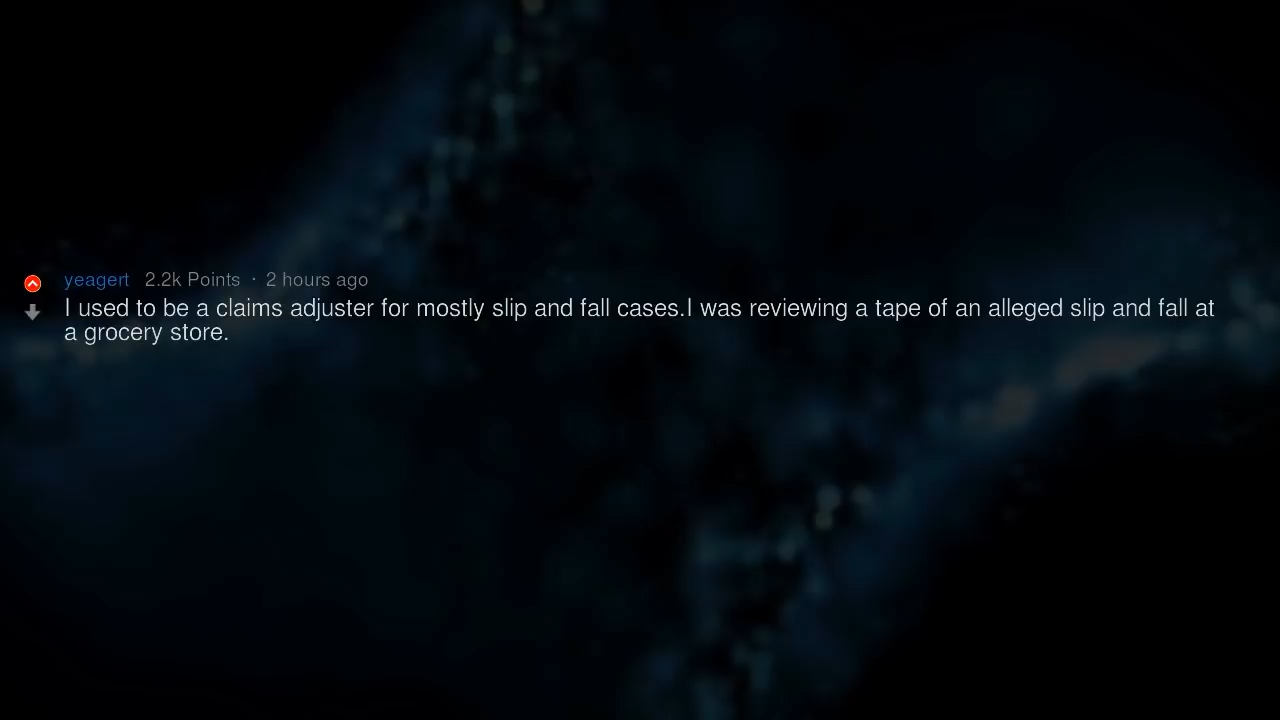 yeagert 2.2k Points · 2 hours ago
I used to be a claims adjuster for mostly slip and fall cases.I was reviewing a tape of an alleged slip and fall at
a grocery store.